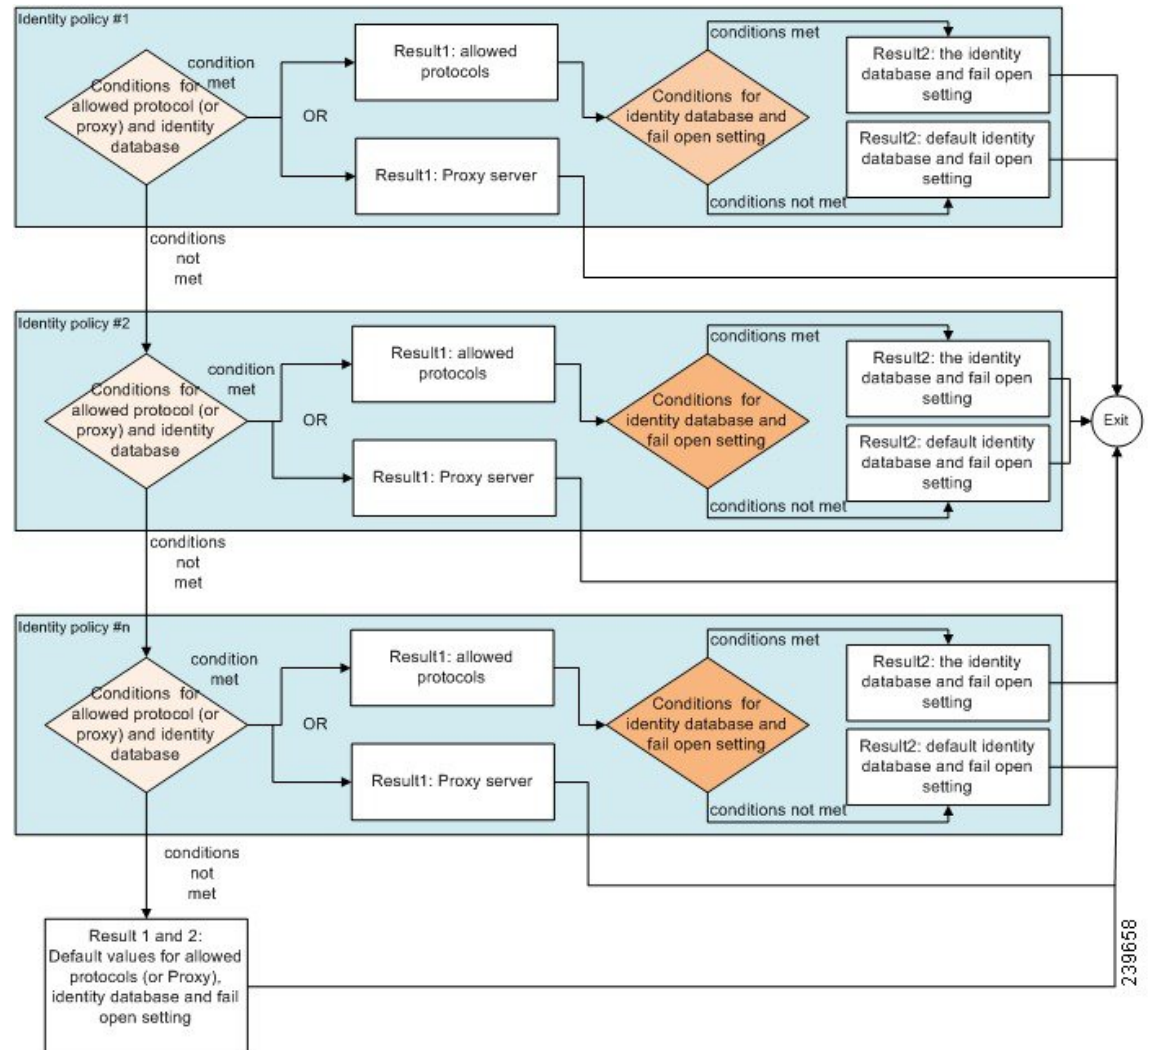 Identity policy #1
condition
met
Conditions for
allowed protocol (or
proxy) and identity
database
OR
Result1: allowed
protocols
Result1: Proxy server
Conditions for
identity database and
fail open setting
conditions met
conditions not met
Result2: the identity
database and fail open
setting
Result2: default identity
database and fail open
setting
conditions
not
met
Identity policy #2
condition
met
Conditions for
allowed protocol (or
proxy) and identity
database
OR
Result1: allowed
protocols
Result1: Proxy server
Conditions for
identity database and
fail open setting
conditions met
conditions not met
Result2: the identity
database and fail open
setting
Result2: default identity
database and fail open
setting
Exit
conditions
not
met
Identity policy #n
condition
met
Conditions for
allowed protocol (or
proxy) and identity
database
OR
Result1: allowed
protocols
Result1: Proxy server
Conditions for
identity database and
fail open setting
conditions met
conditions not met
Result2: the identity
database and fail open
setting
Result2: default identity
database and fail open
setting
conditions
not
met
Result 1 and 2:
Default values for allowed
protocols (or Proxy),
identity database and fail
open setting
239658